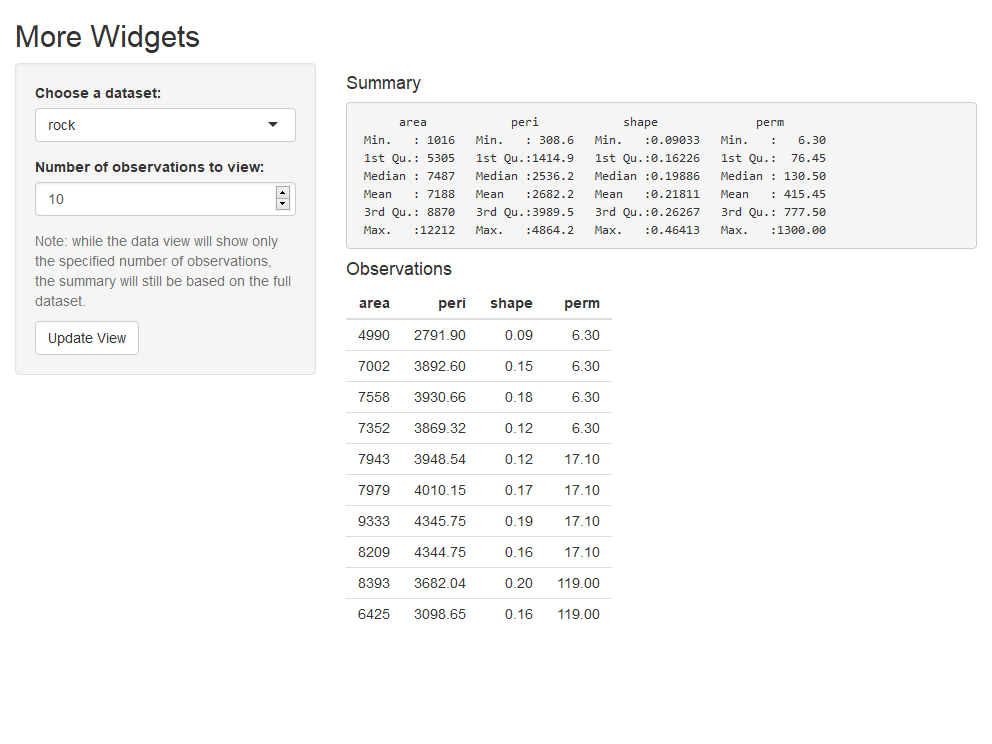 More Widgets
Choose a dataset:
rock
Number of observations to view:
10
Note: while the data view will show only
the specified number of observations,
the summary will still be based on the full
dataset.
Update View
Summary
area peri shape perm
Min. : 1016 Min. : 308.6 Min. :0.09033 Min. : 6.30
1st Qu.: 5305 1st Qu.:1414.9 1st Qu.:0.16226 1st Qu.: 76.45
Median : 7487 Median :2536.2 Median :0.19886 Median : 130.50
Mean : 7188 Mean :2682.2 Mean :0.21811 Mean : 415.45
3rd Qu.: 8870 3rd Qu.:3989.5 3rd Qu.:0.26267 3rd Qu.: 777.50
Max. :12212 Max. :4864.2 Max. :0.46413 Max. :1300.00
Observations
area peri shape perm
4990 2791.90 0.09 6.30
7002 3892.60 0.15 6.30
7558 3930.66 0.18 6.30
7352 3869.32 0.12 6.30
7943 3948.54 0.12 17.10
7979 4010.15 0.17 17.10
9333 4345.75 0.19 17.10
8209 4344.75 0.16 17.10
8393 3682.04 0.20 119.00
6425 3098.65 0.16 119.00